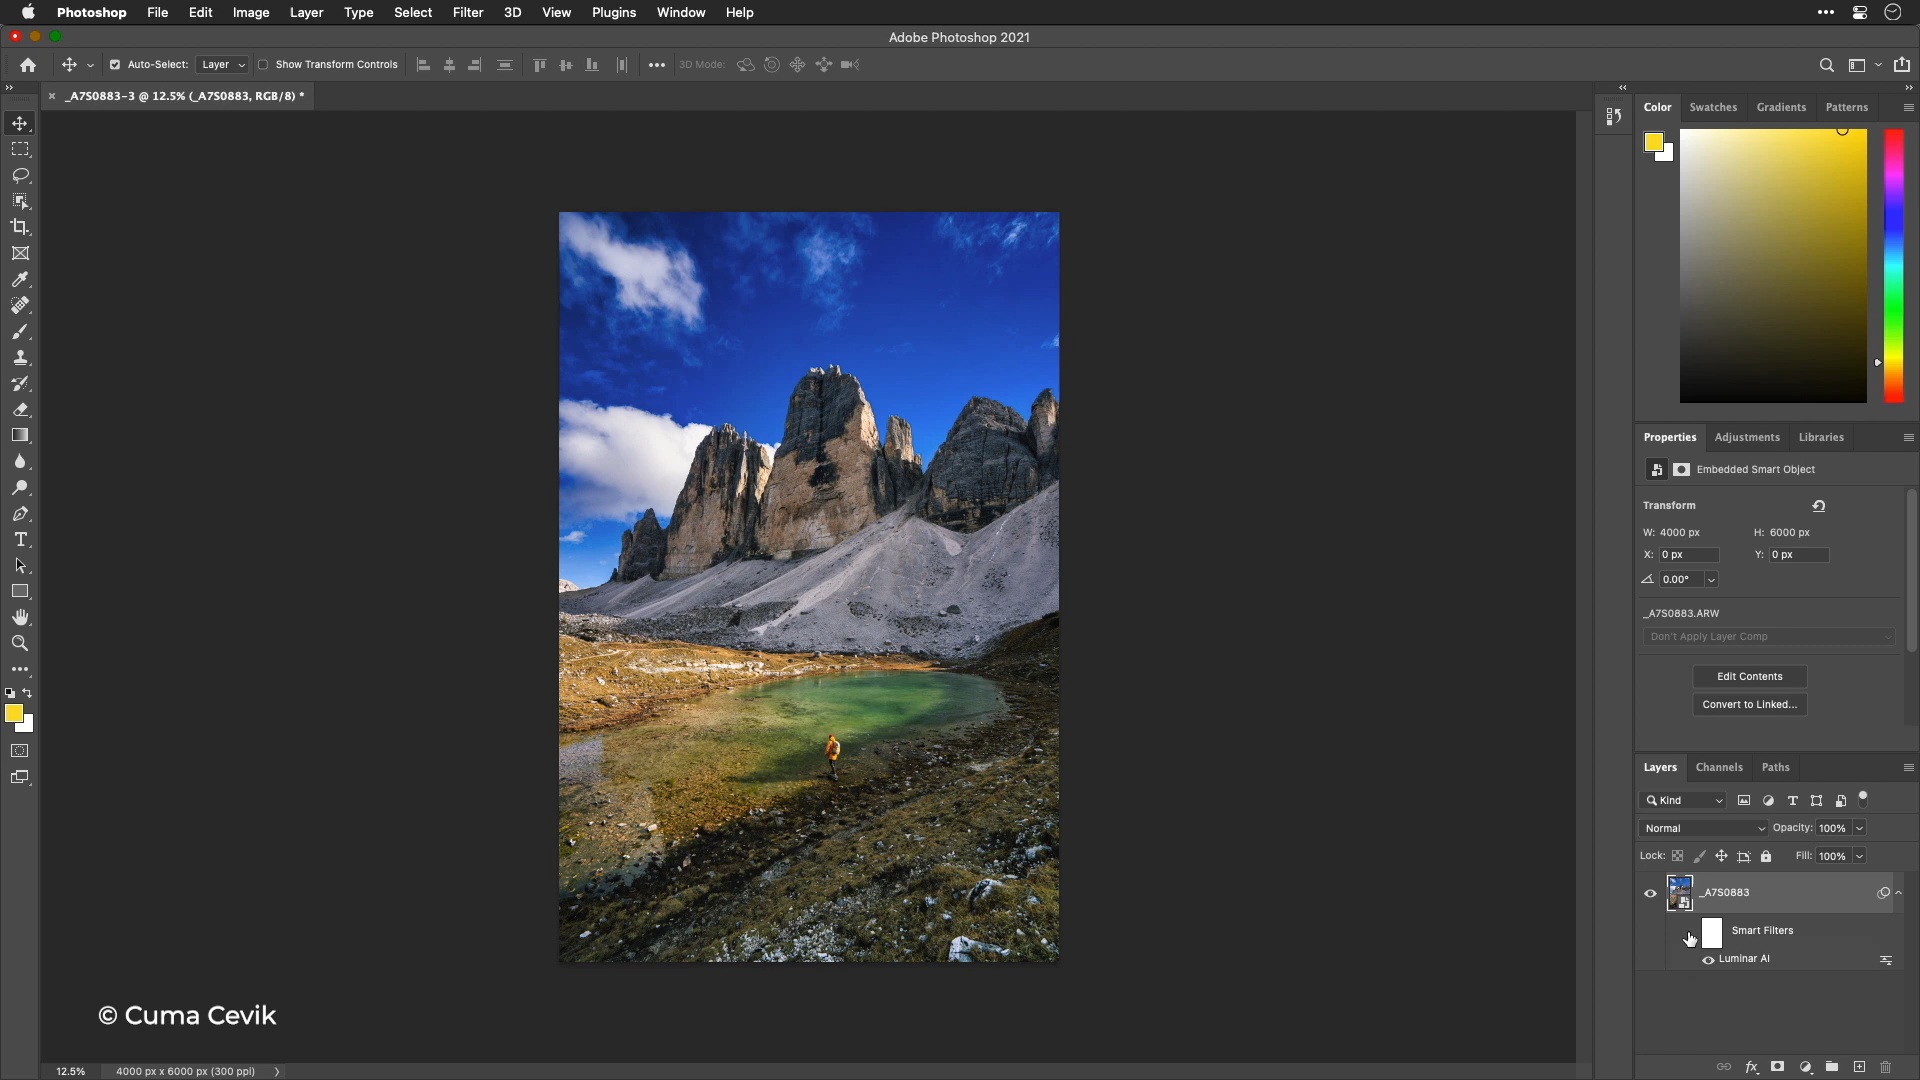 Photoshop File Edit Image Layer Type Select Filter 3D View Plugins Window Help
Adobe Photoshop 2021
Auto-Select: Layer Show Transform Controls 3D Mode:
_A7S0883-3 @ 12.5% (_A7S0883, RGB/8) *
Color Swatches Gradients Patterns
Properties Adjustments Libraries
Embedded Smart Object
Transform
W: 4000 px H: 6000 px
X: 0 px Y: 0 px
0.00°
_A7S0883.ARW
Don't Apply Layer Comp
Edit Contents
Convert to Linked...
Layers Channels Paths
Kind
Normal Opacity: 100%
Lock: Fill: 100%
_A7S0883
Smart Filters
Luminar AI
© Cuma Cevik
12.5% 4000 px x 6000 px (300 ppi)